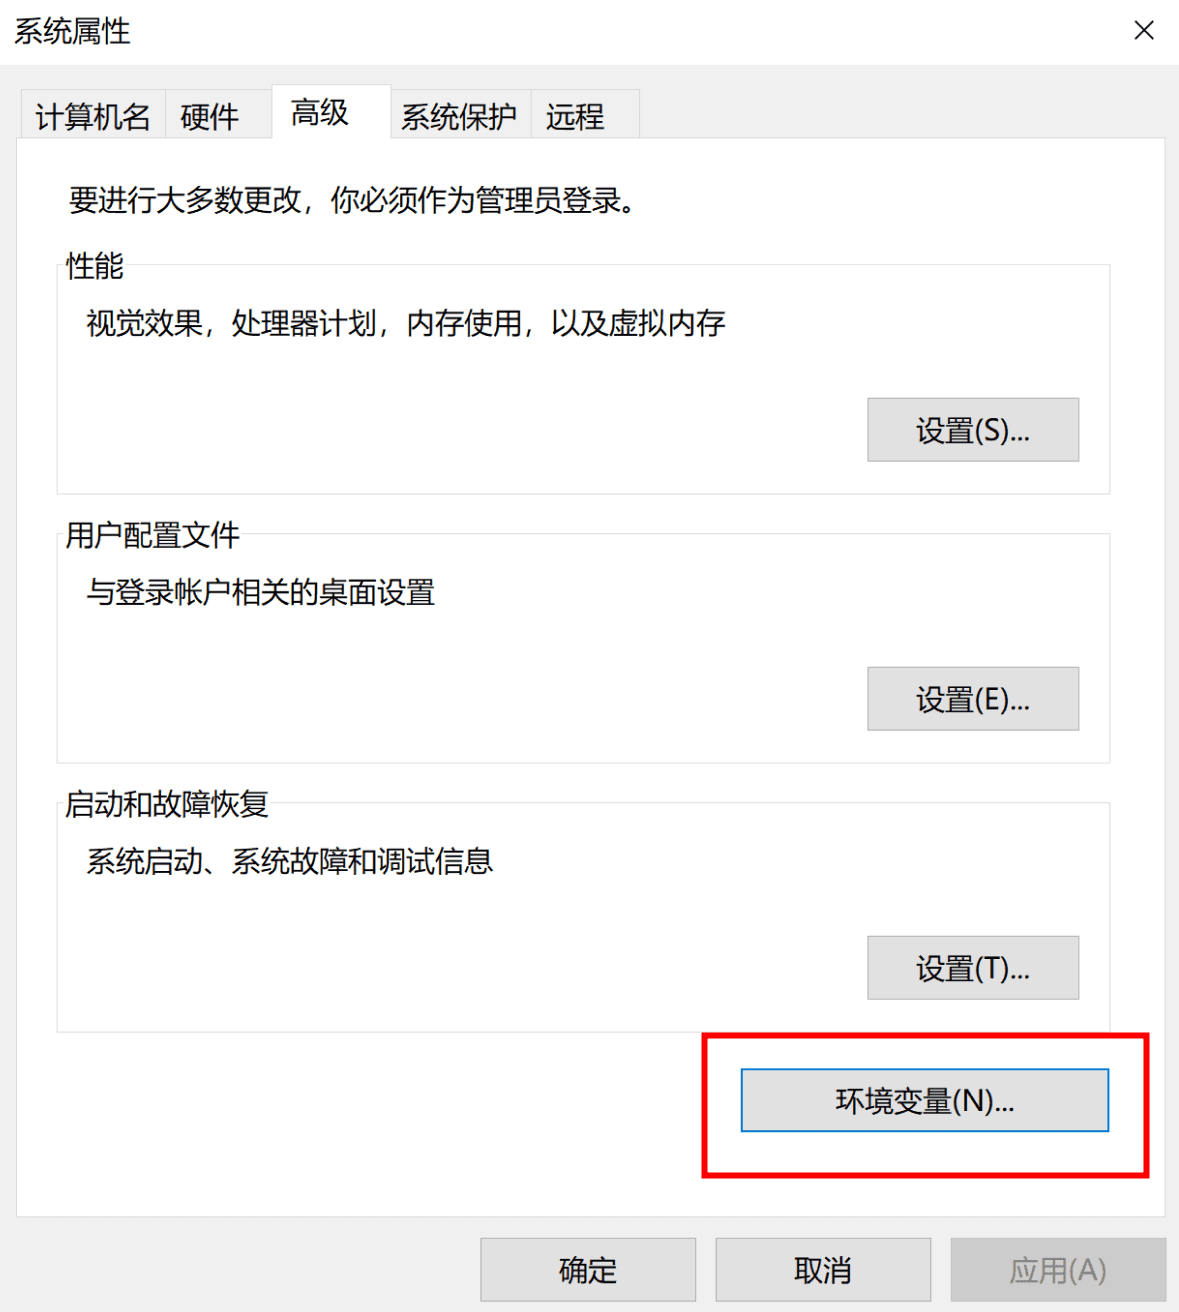 系统属性
计算机名 硬件 高级 系统保护 远程
要进行大多数更改，你必须作为管理员登录。
性能
视觉效果，处理器计划，内存使用，以及虚拟内存
设置(S)...
用户配置文件
与登录帐户相关的桌面设置
设置(E)...
启动和故障恢复
系统启动、系统故障和调试信息
设置(T)...
环境变量(N)...
确定 取消 应用(A)